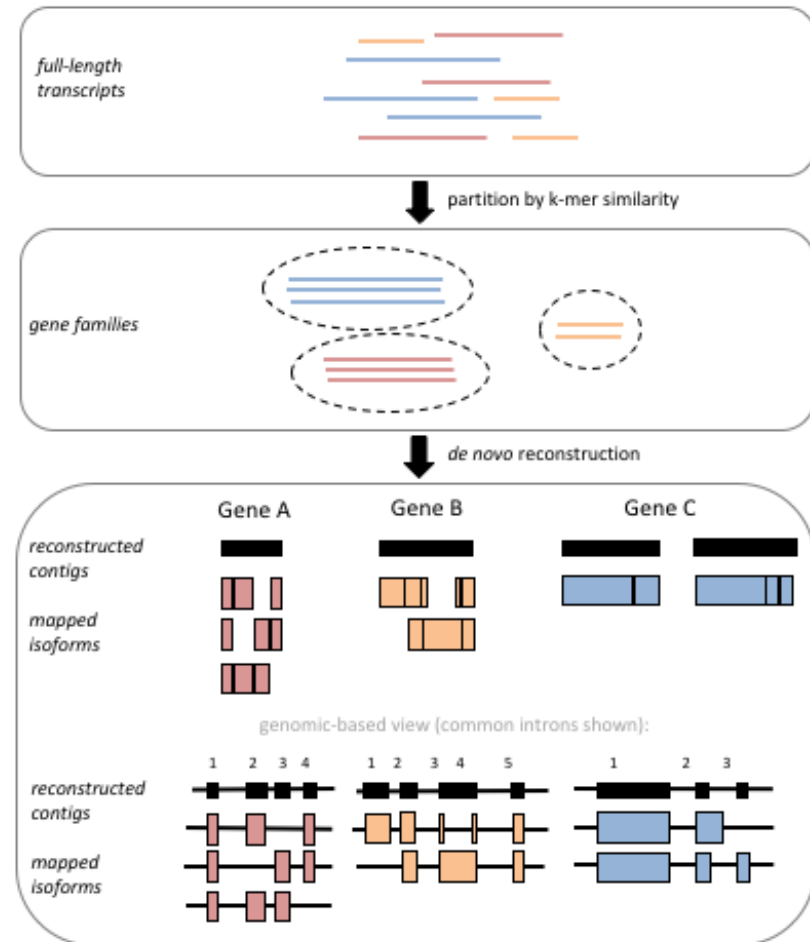 full-length
transcripts
partition by k-mer similarity
gene families
de novo reconstruction
Gene A Gene B Gene C
reconstructed
contigs
mapped
isoforms
genomic-based view (common introns shown):
1 2 3 4 1 2 3 4 5 1 2 3
reconstructed
contigs
mapped
isoforms